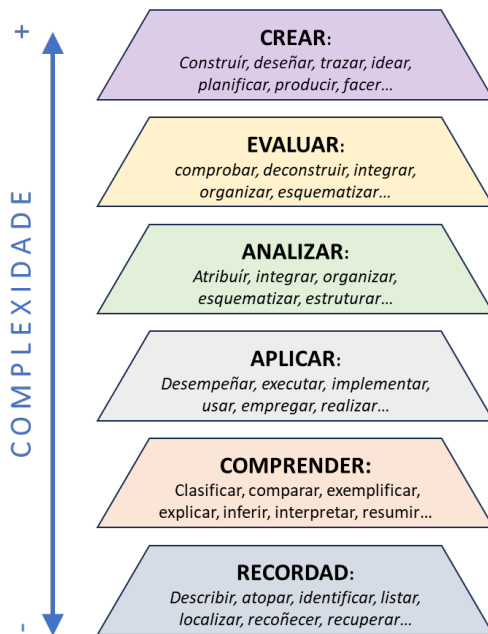 +
COMPLEXIDADE
-
CREAR:
Construír, deseñar, trazar, idear,
planificar, producir, facer…
EVALUAR:
comprobar, deconstruir, integrar,
organizar, esquematizar…
ANALIZAR:
Atribuír, integrar, organizar,
esquematizar, estruturar…
APLICAR:
Desempeñar, executar, implementar,
usar, empregar, realizar…
COMPRENDER:
Clasificar, comparar, exemplificar,
explicar, inferir, interpretar, resumir…
RECORDAD:
Describir, atopar, identificar, listar,
localizar, recoñecer, recuperar…